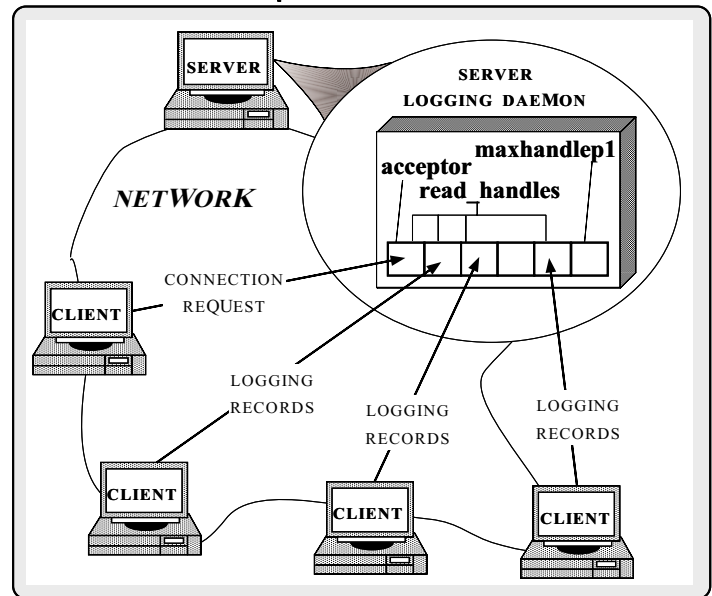 SERVER
SERVER
LOGGING DAEMON
maxhandlep1
acceptor
read_handles
NETWORK
CONNECTION
REQUEST
CLIENT
LOGGING
RECORDS
LOGGING
RECORDS
LOGGING
RECORDS
CLIENT
CLIENT
CLIENT